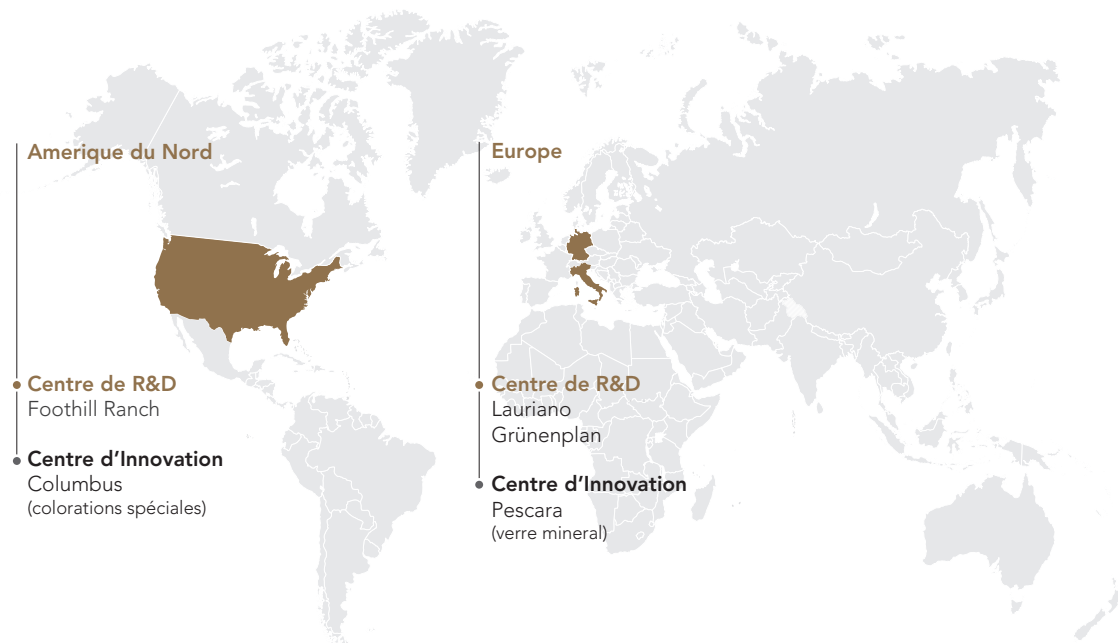 Amerique du Nord
Centre de R&D
Foothill Ranch
Centre d’Innovation
Columbus
(colorations spéciales)
Europe
Centre de R&D
Lauriano
Grünenplan
Centre d’Innovation
Pescara
(verre mineral)